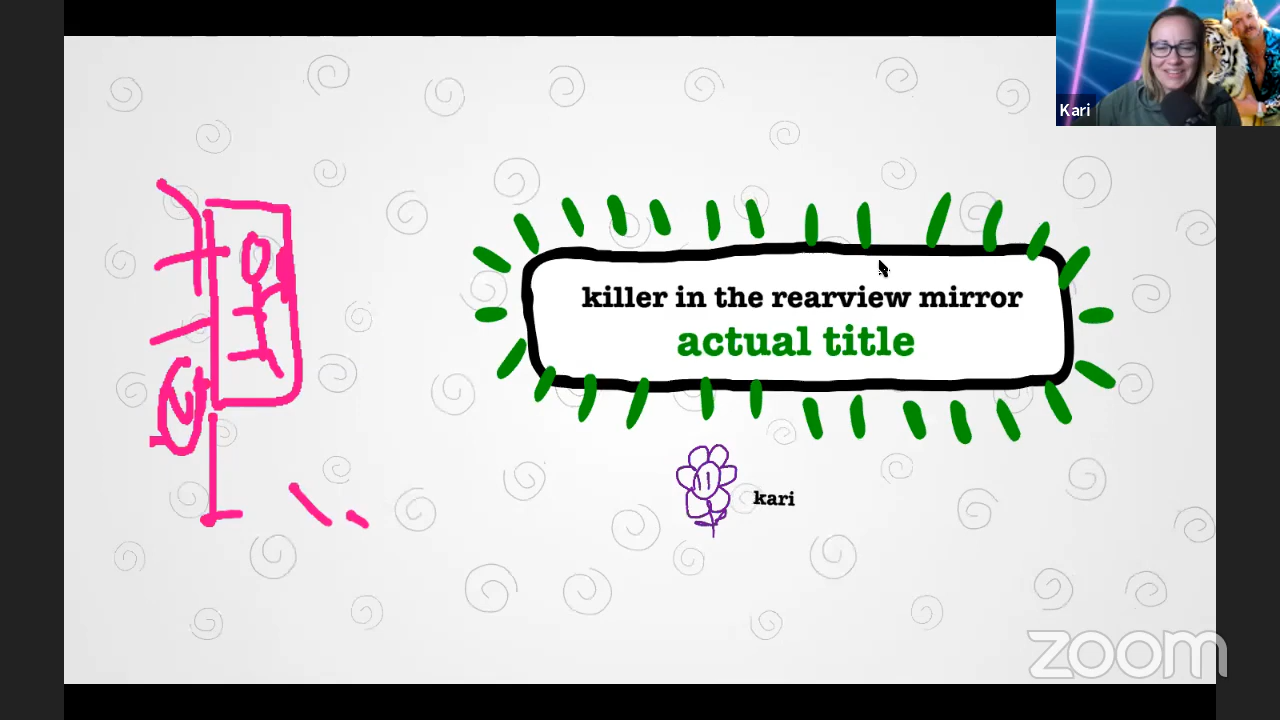 Kari
killer in the rearview mirror
actual title
kari
zoom